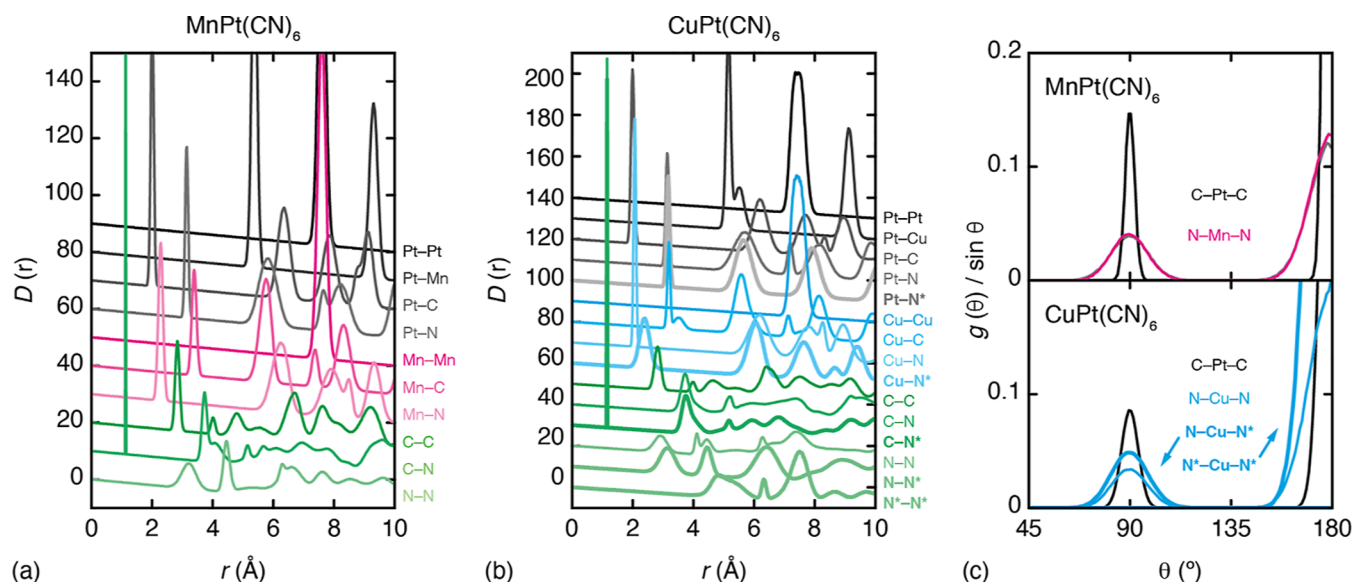 MnPt(CN)6
140
120
100
80
60
40
20
0
D (r)
0 2 4 6 8 10
r (Å)
(a)
Pt–Pt
Pt–Mn
Pt–C
Pt–N
Mn–Mn
Mn–C
Mn–N
C–C
C–N
N–N
CuPt(CN)6
200
180
160
140
120
100
80
60
40
20
0
D (r)
0 2 4 6 8 10
r (Å)
(b)
Pt–Pt
Pt–Cu
Pt–C
Pt–N
Pt–N*
Cu–Cu
Cu–C
Cu–N
Cu–N*
C–C
C–N
C–N*
N–N
N–N*
N*–N*
0.2
0.1
0
0.1
0
g (θ) / sin θ
MnPt(CN)6
C–Pt–C
N–Mn–N
CuPt(CN)6
C–Pt–C
N–Cu–N
N–Cu–N*
N*–Cu–N*
45 90 135 180
θ (º)
(c)